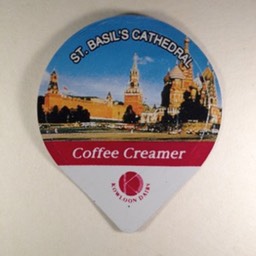 ST. BASIL'S CATHEDRAL
Coffee Creamer
KOWLOON DAIRY